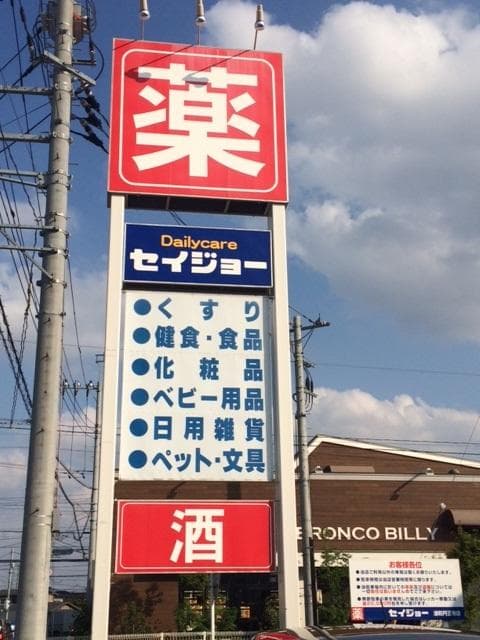 薬
Dailycare
セイジョー
●くすり
●健食・食品
●化粧品
●ベビー用品
●日用雑貨
●ペット・文具
酒
BRONCO BILLY
お客様各位
薬 セイジョー